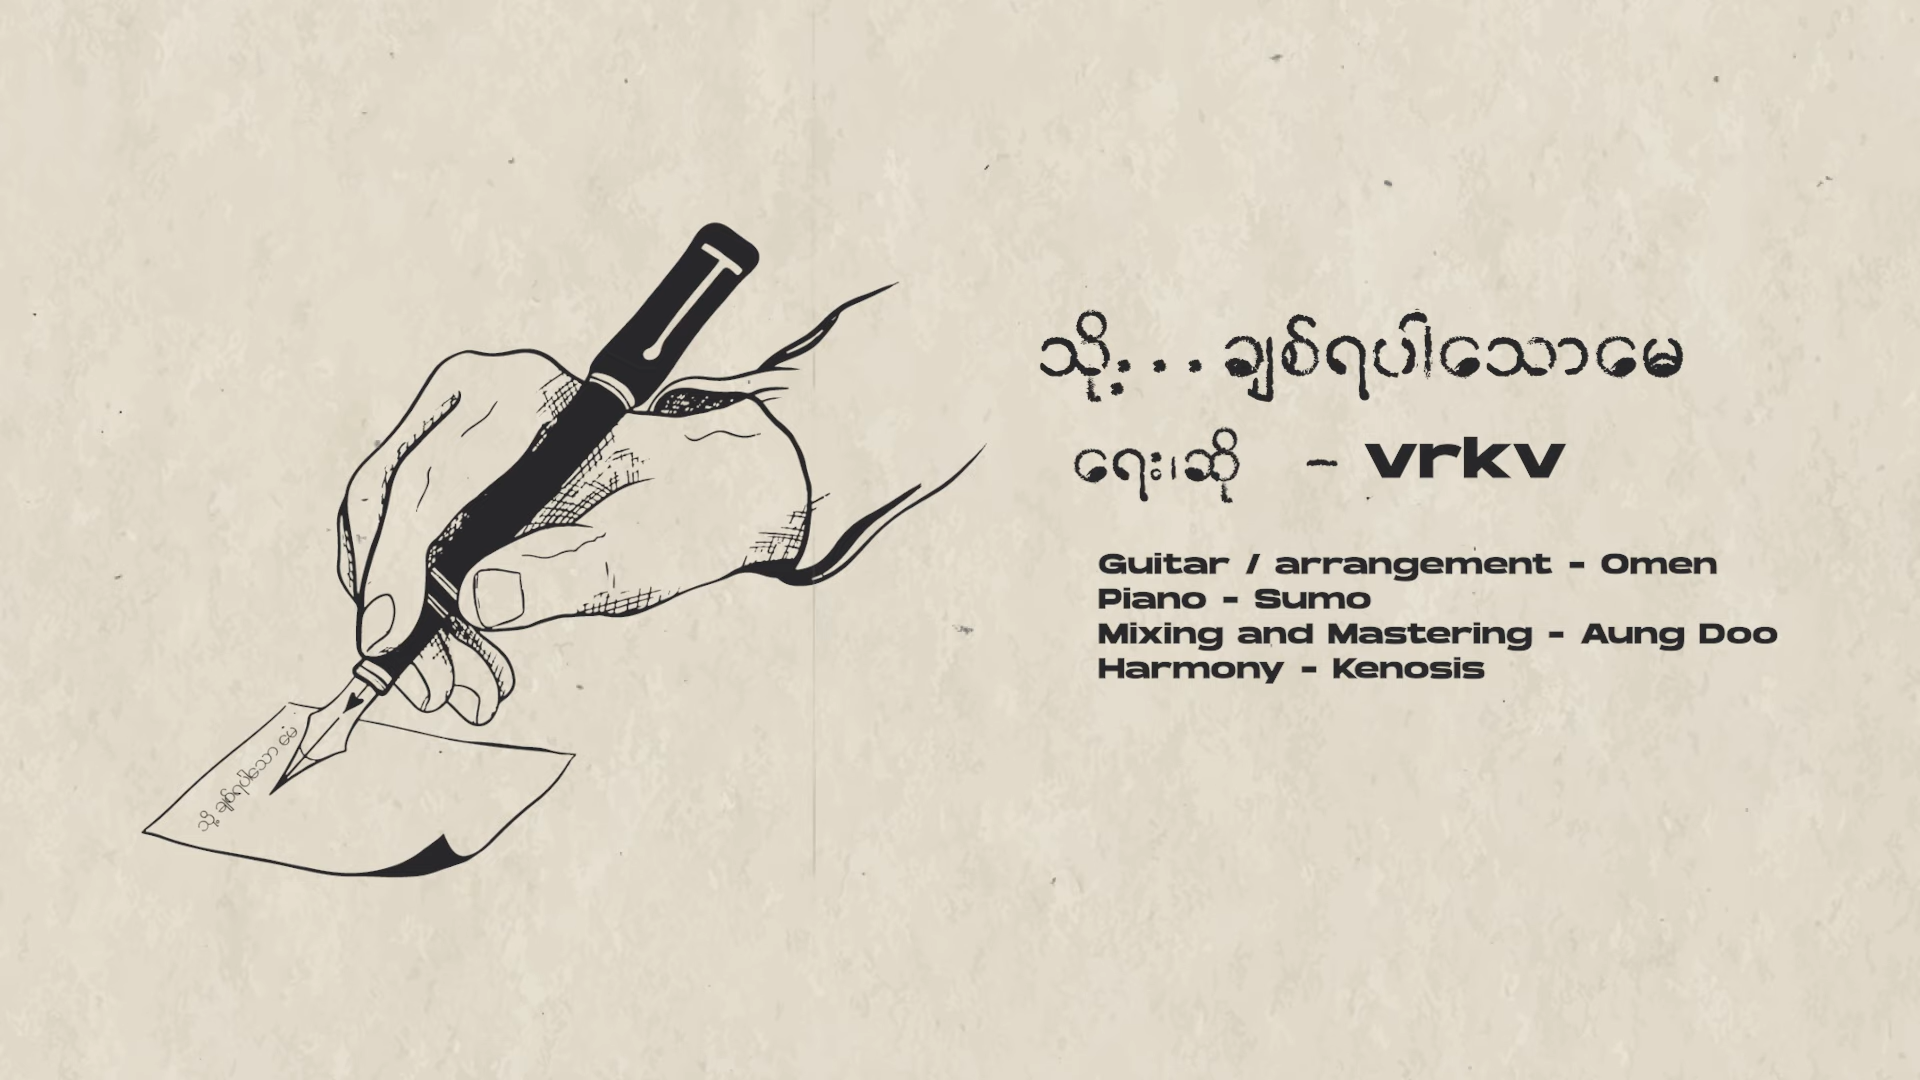 သို့... ချစ်ရပါသောမေ
ရေး၊ဆို - vrkv
Guitar / arrangement - Omen
Piano - Sumo
Mixing and Mastering - Aung Doo
Harmony - Kenosis